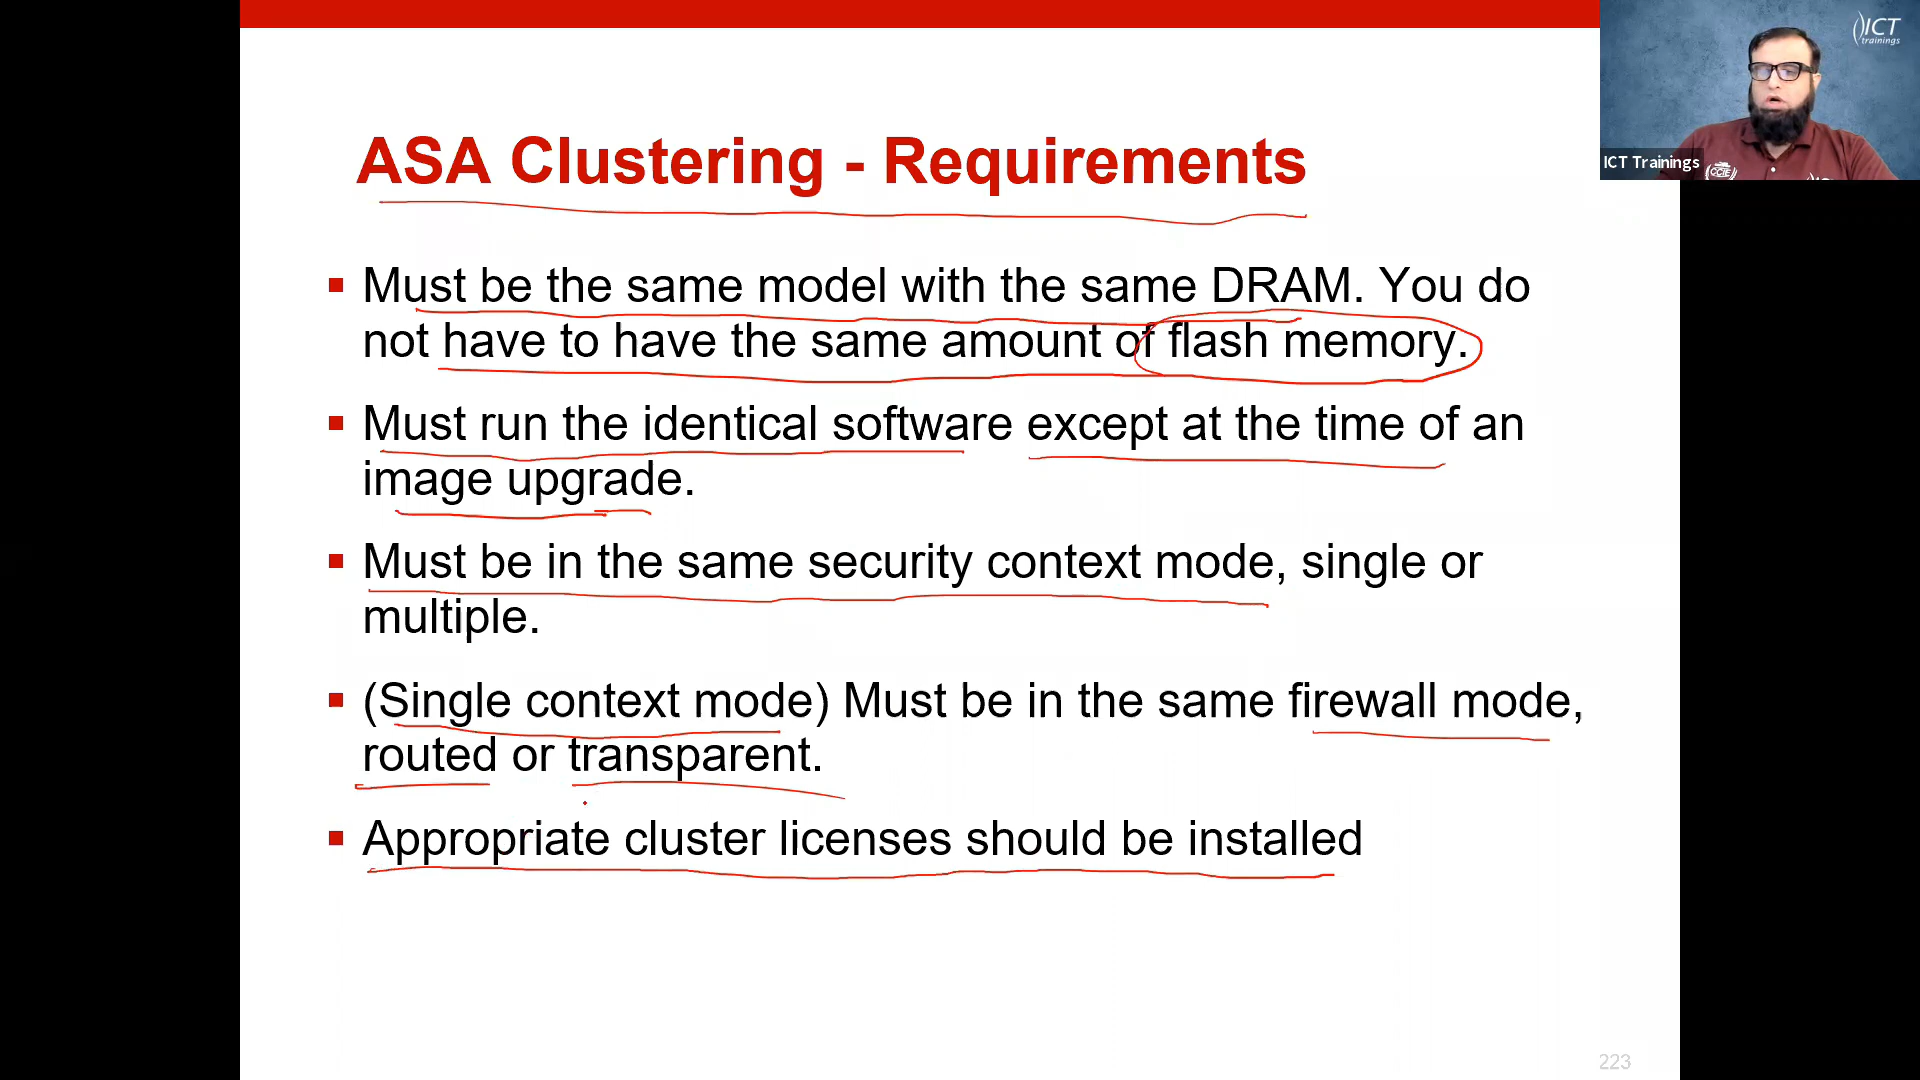 ICT
trainings
ICT Trainings
CCIE
ASA Clustering - Requirements
Must be the same model with the same DRAM. You do
not have to have the same amount of flash memory.
Must run the identical software except at the time of an
image upgrade.
Must be in the same security context mode, single or
multiple.
(Single context mode) Must be in the same firewall mode,
routed or transparent.
Appropriate cluster licenses should be installed
223